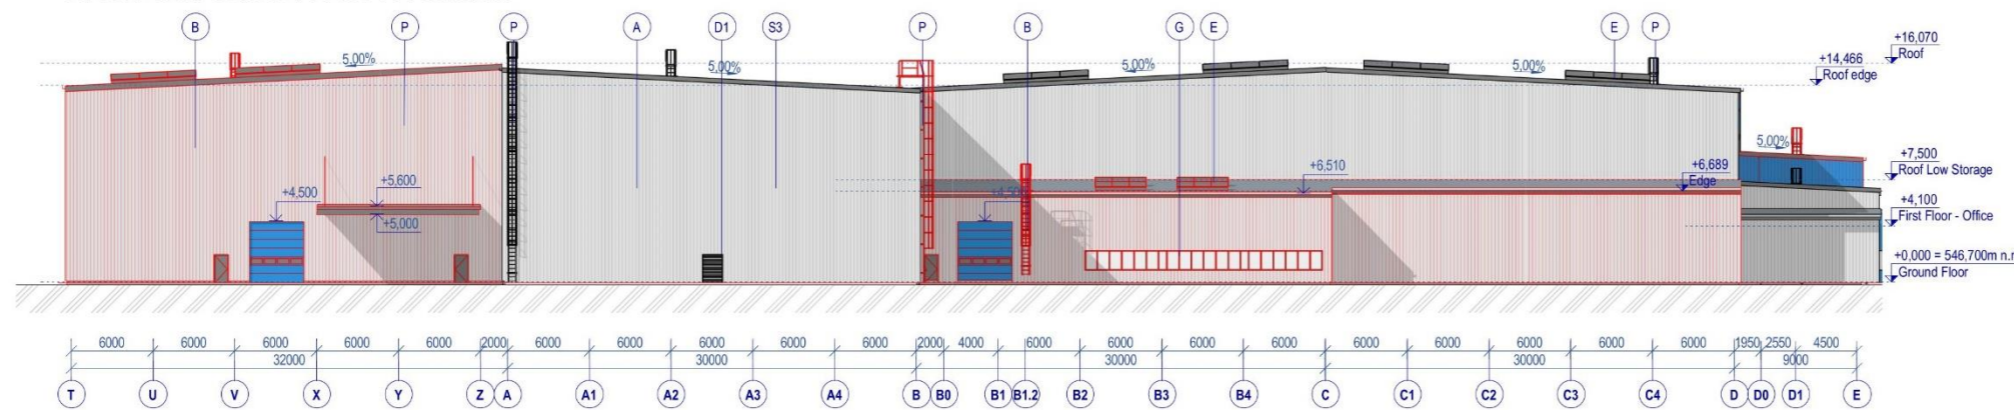 B P P A D1 S3 P B G E E P
+16,070
Roof
5,00% 5,00% 5,00% 5,00%
+14,466
Roof edge
5,00%
+7,500
Roof Low Storage
+6,510
+6,689
Edge
+5,600
+4,500
+5,000
+4,500
+4,100
First Floor - Office
+0,000 = 546,700m n.
Ground Floor
6000 6000 6000 6000 6000 2000 6000 6000 6000 6000 6000 2000 4000 6000 6000 6000 6000 6000 6000 6000 6000 6000 1950 2550 4500
32000 30000 30000 30000 9000
T U V X Y Z A A1 A2 A3 A4 B B0 B1 B1.2 B2 B3 B4 C C1 C2 C3 C4 D D0 D1 E